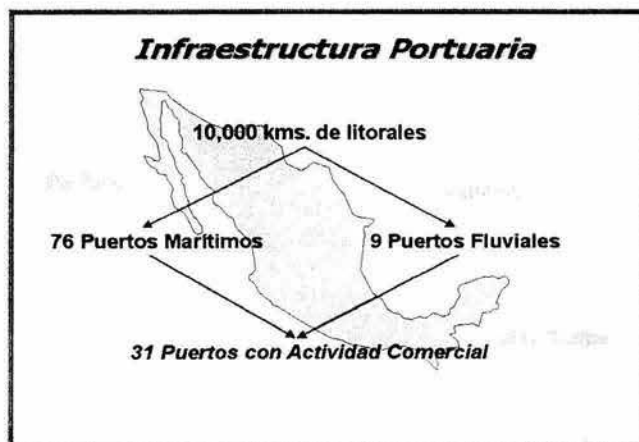 Infraestructura Portuaria
10,000 kms. de litorales
76 Puertos Marítimos
9 Puertos Fluviales
31 Puertos con Actividad Comercial